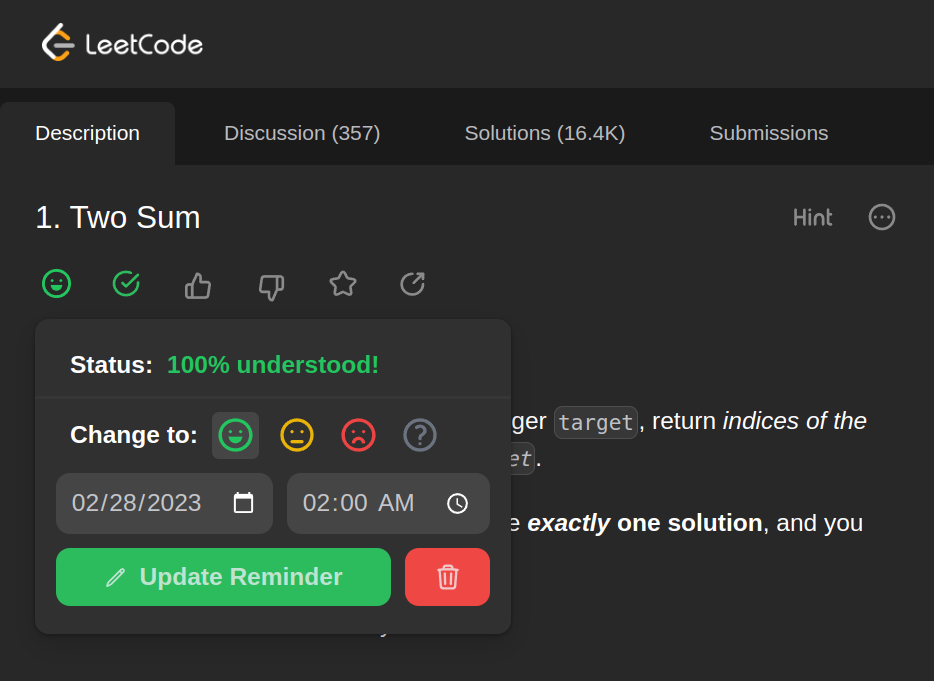 LeetCode
Description Discussion (357) Solutions (16.4K) Submissions
1. Two Sum Hint
Status: 100% understood!
ger target, return indices of the
Change to: ?
et.
02/28/2023 02:00 AM
e exactly one solution, and you
Update Reminder